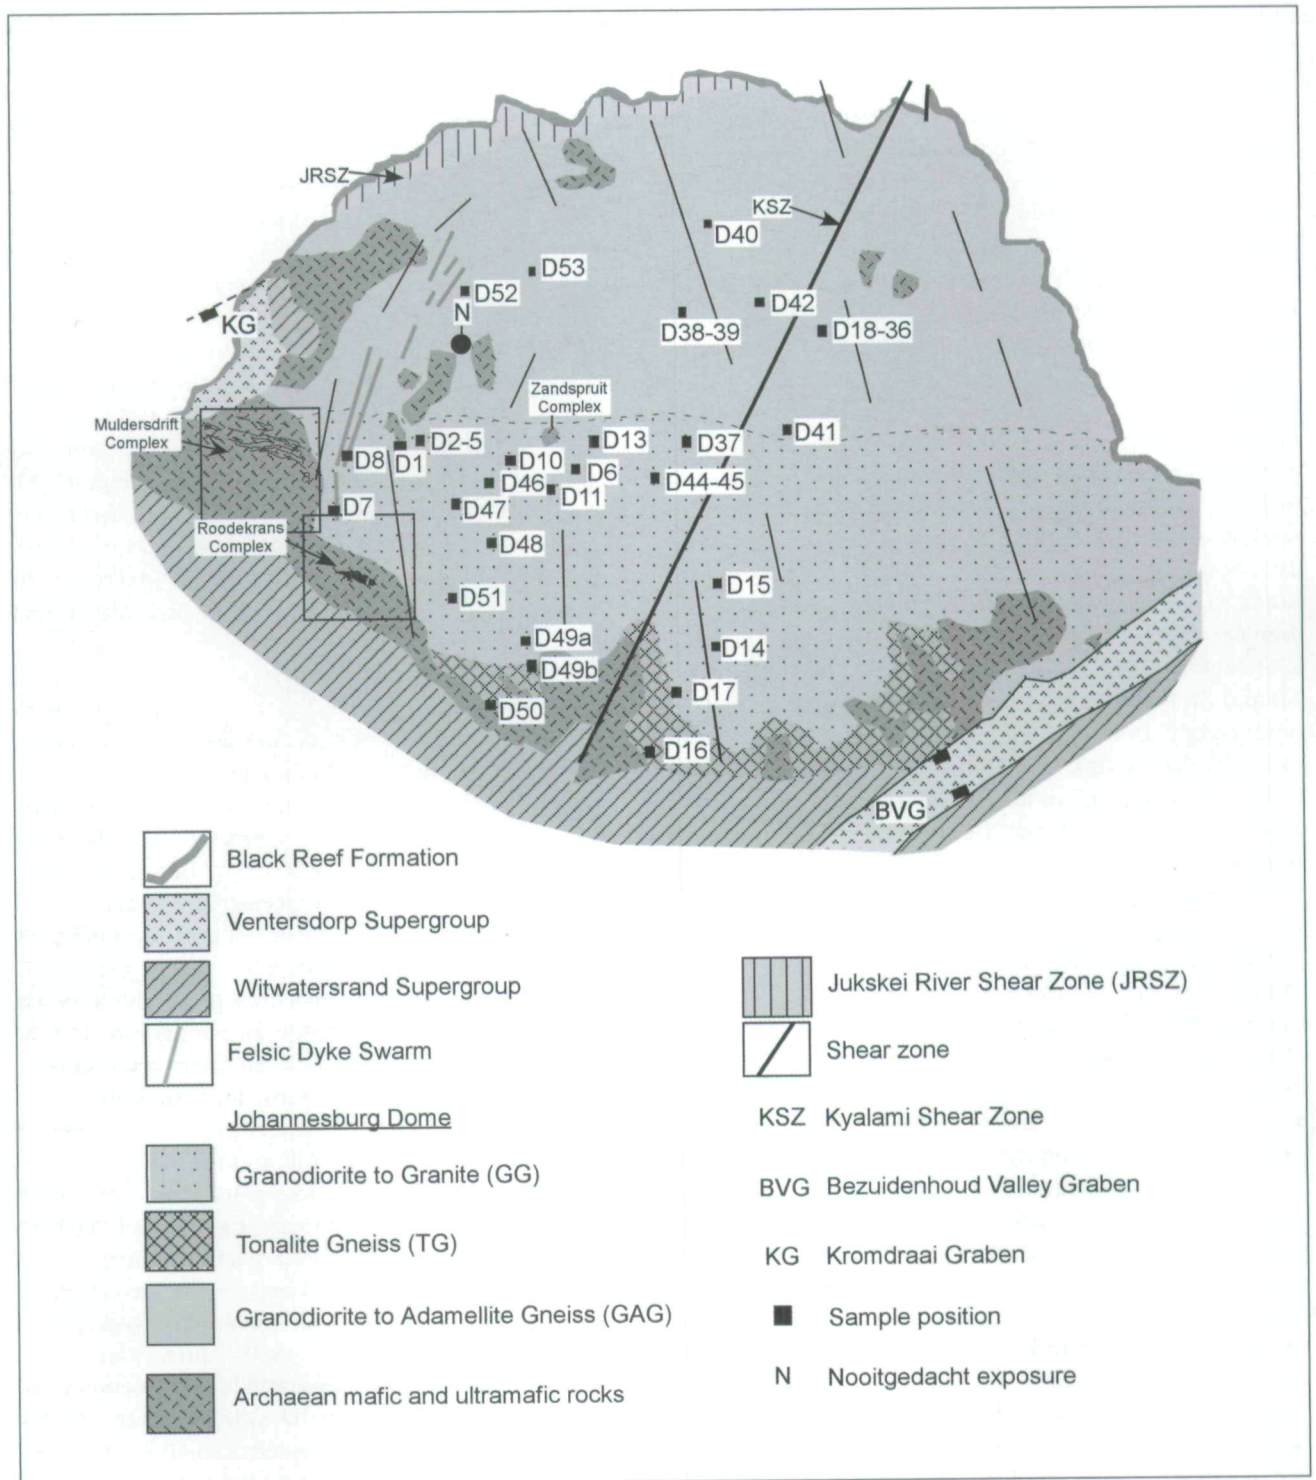 JRSZ
KSZ
D40
D53
D52
N
D42
D38-39
D18-36
KG
Zandspruit
Complex
Muldersdrift
Complex
D2-5
D13
D37
D41
D8
D1
D10
D6
D46
D44-45
D11
D7
D47
Roodekrans
Complex
D48
D15
D51
D49a
D14
D49b
D17
D50
D16
BVG
Black Reef Formation
Ventersdorp Supergroup
Witwatersrand Supergroup
Felsic Dyke Swarm
Johannesburg Dome
Granodiorite to Granite (GG)
Tonalite Gneiss (TG)
Granodiorite to Adamellite Gneiss (GAG)
Archaean mafic and ultramafic rocks
Jukskei River Shear Zone (JRSZ)
Shear zone
KSZ Kyalami Shear Zone
BVG Bezuidenhoud Valley Graben
KG Kromdraai Graben
Sample position
N Nooitgedacht exposure